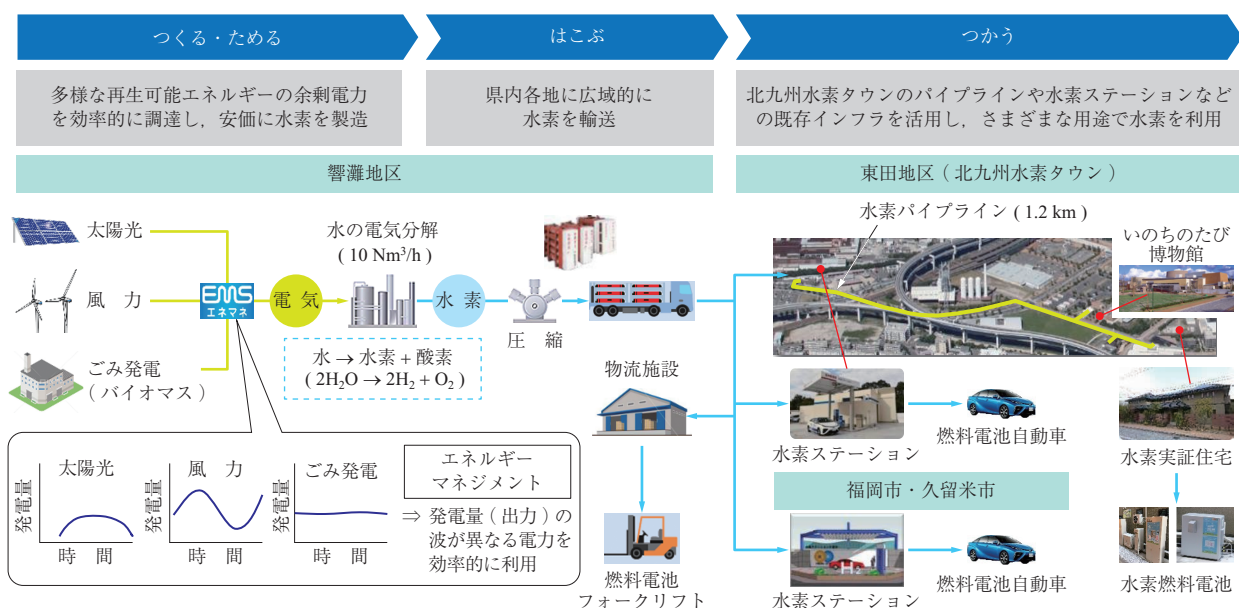 つくる・ためる
はこぶ
つかう
多様な再生可能エネルギーの余剰電力
を効率的に調達し，安価に水素を製造
県内各地に広域的に
水素を輸送
北九州水素タウンのパイプラインや水素ステーションなど
の既存インフラを活用し，さまざまな用途で水素を利用
響灘地区
東田地区 ( 北九州水素タウン )
太陽光
風 力
ごみ発電
( バイオマス )
EMS
エネマネ
電 気
水の電気分解
( 10 Nm³/h )
水 素
圧 縮
水 → 水素 + 酸素
( 2H₂O → 2H₂ + O₂ )
水素パイプライン ( 1.2 km )
いのちのたび
博物館
物流施設
燃料電池
フォークリフト
水素ステーション
燃料電池自動車
水素実証住宅
福岡市・久留米市
水素ステーション
燃料電池自動車
水素燃料電池
太陽光
発電量
時 間
風 力
発電量
時 間
ごみ発電
発電量
時 間
エネルギー
マネジメント
⇒ 発電量 ( 出力 ) の
波が異なる電力を
効率的に利用